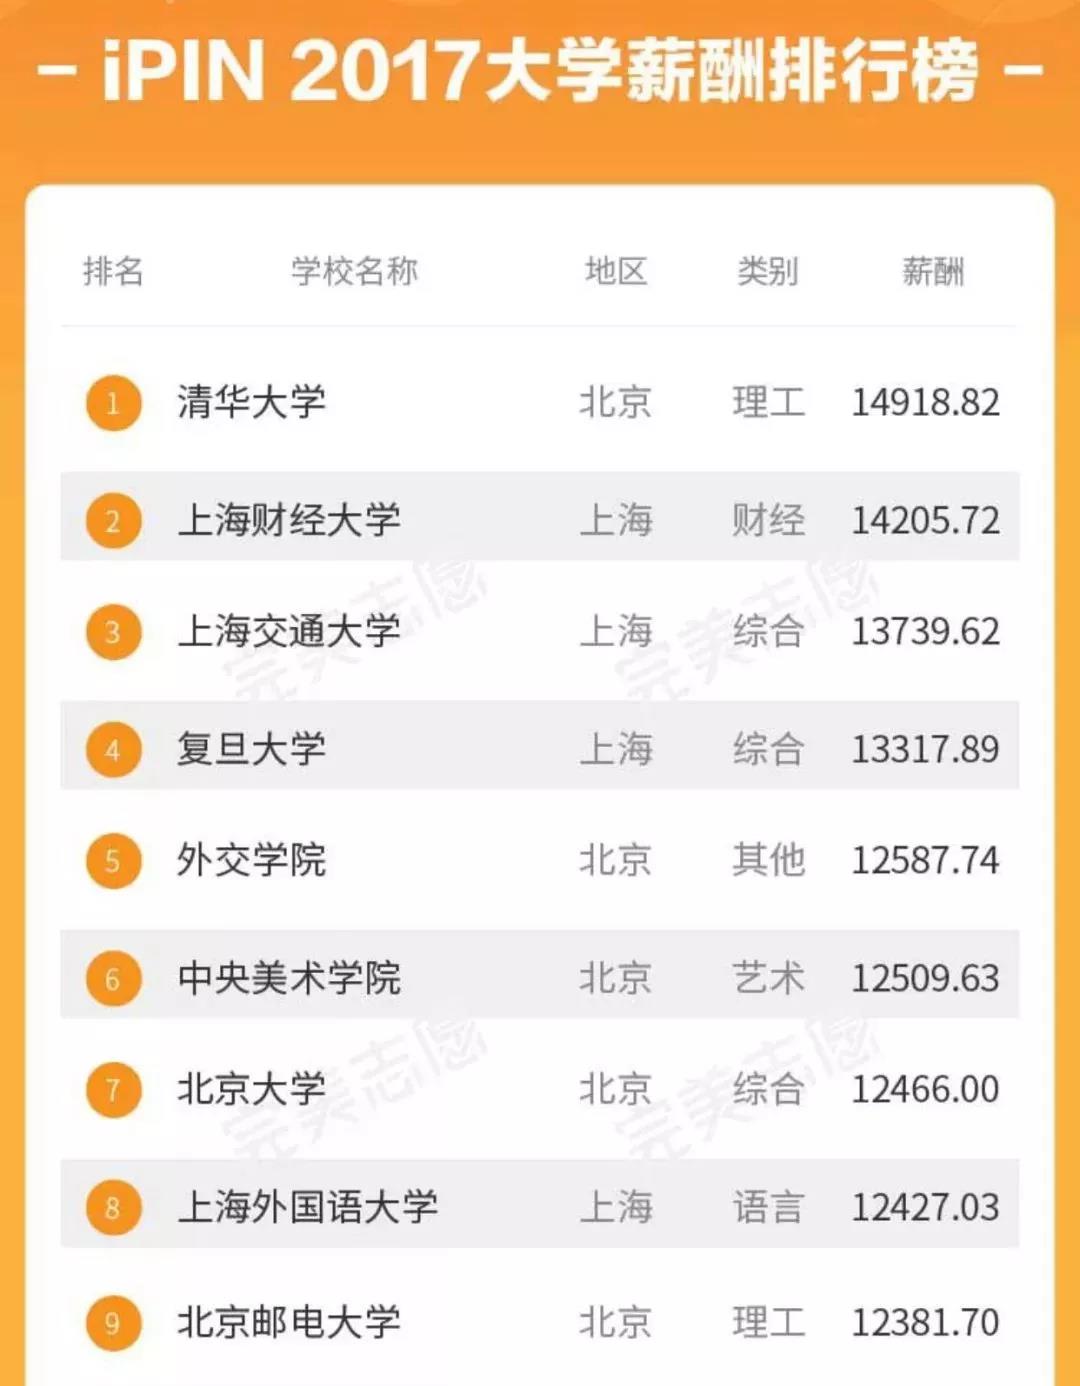 - iPIN 2017大学薪酬排行榜 -
排名 学校名称 地区 类别 薪酬
1 清华大学 北京 理工 14918.82
2 上海财经大学 上海 财经 14205.72
3 上海交通大学 上海 综合 13739.62
4 复旦大学 上海 综合 13317.89
5 外交学院 北京 其他 12587.74
6 中央美术学院 北京 艺术 12509.63
7 北京大学 北京 综合 12466.00
8 上海外国语大学 上海 语言 12427.03
9 北京邮电大学 北京 理工 12381.70
完美志愿
完美志愿
完美志愿
完美志愿